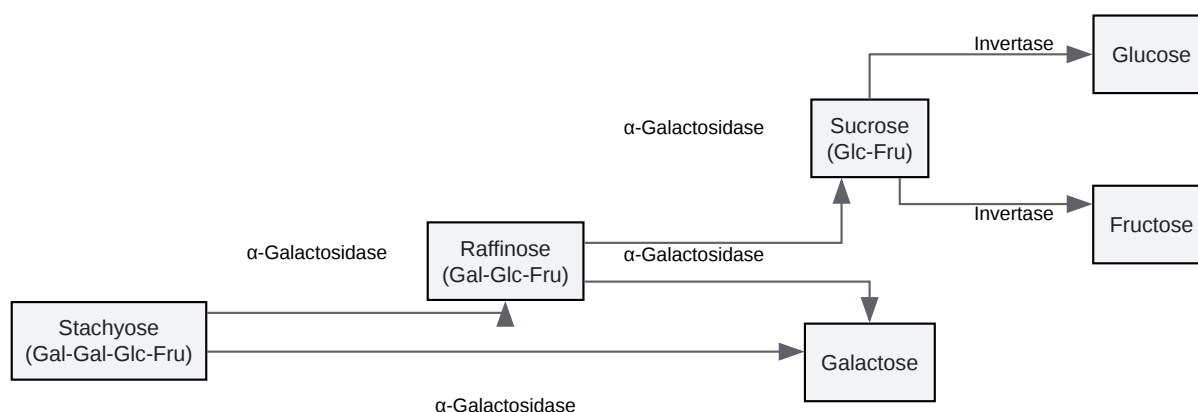 Invertase
Glucose
α-Galactosidase
Sucrose
(Glc-Fru)
Invertase
Fructose
α-Galactosidase
Raffinose
(Gal-Glc-Fru)
α-Galactosidase
Stachyose
(Gal-Gal-Glc-Fru)
Galactose
α-Galactosidase